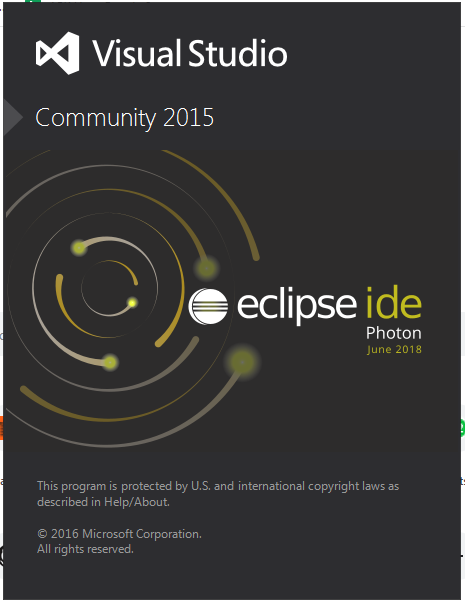 Visual Studio
Community 2015
eclipse ide
Photon
June 2018
This program is protected by U.S. and international copyright laws as
described in Help/About.
© 2016 Microsoft Corporation.
All rights reserved.